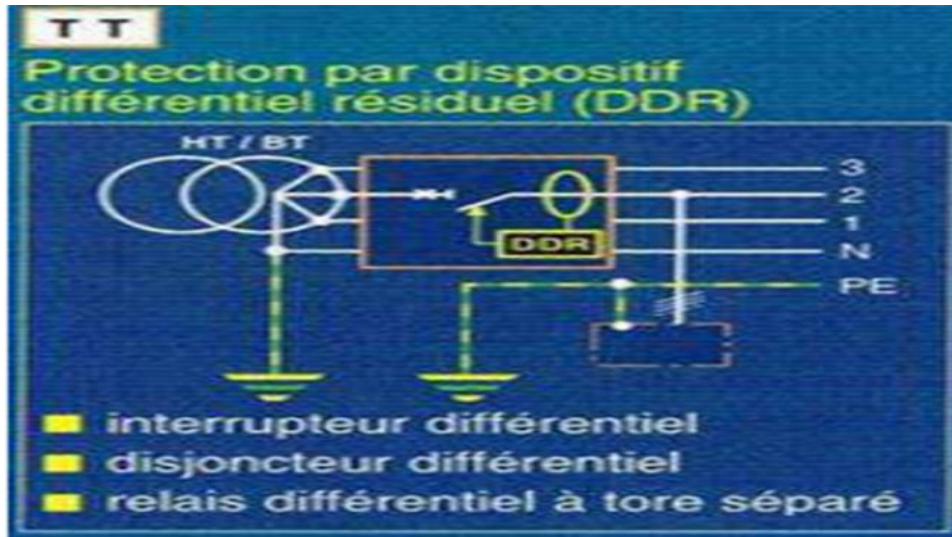 T T
Protection par dispositif
différentiel résiduel (DDR)
HT / BT
3
2
1
DDR
N
PE
interrupteur différentiel
disjoncteur différentiel
relais différentiel à tore séparé